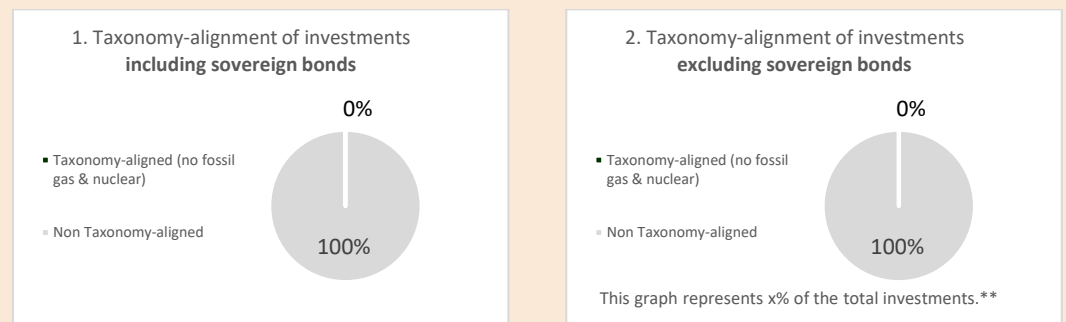 1. Taxonomy-alignment of investments
including sovereign bonds
0%
Taxonomy-aligned (no fossil
gas & nuclear)
Non Taxonomy-aligned
100%
2. Taxonomy-alignment of investments
excluding sovereign bonds
0%
Taxonomy-aligned (no fossil
gas & nuclear)
Non Taxonomy-aligned
100%
This graph represents x% of the total investments.**